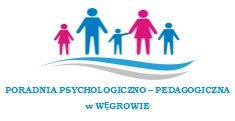 PORADNIA PSYCHOLOGICZNO – PEDAGOGICZNA
w WĘGROWIE